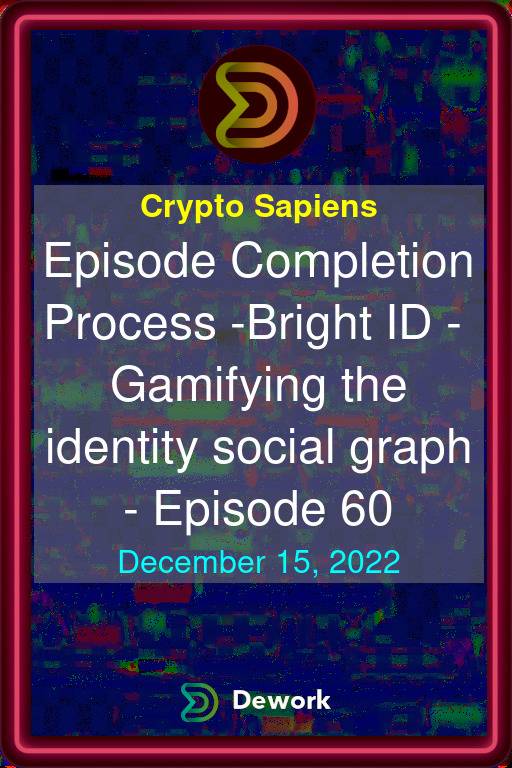 Crypto Sapiens
Episode Completion
Process -Bright ID -
Gamifying the
identity social graph
- Episode 60
December 15, 2022
Dework